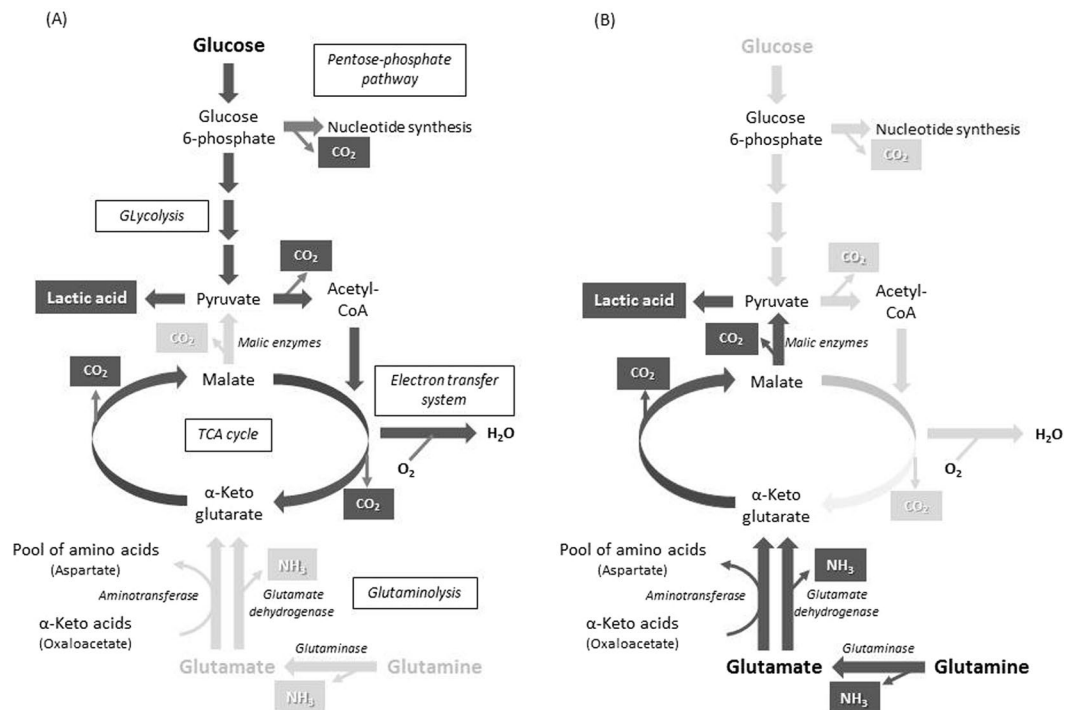 (A)
Glucose
Pentose-phosphate
pathway
Glucose
6-phosphate
Nucleotide synthesis
CO2
GLycolysis
CO2
Lactic acid
Pyruvate
Acetyl-
CoA
CO2
Malic enzymes
CO2
Malate
Electron transfer
system
TCA cycle
H2O
O2
α-Keto
glutarate
CO2
Pool of amino acids
(Aspartate)
NH3
Aminotransferase
Glutamate
dehydrogenase
Glutaminolysis
α-Keto acids
(Oxaloacetate)
Glutamate
Glutaminase
Glutamine
NH3
(B)
Glucose
Glucose
6-phosphate
Nucleotide synthesis
CO2
CO2
Lactic acid
Pyruvate
Acetyl-
CoA
CO2
Malic enzymes
CO2
Malate
H2O
O2
α-Keto
glutarate
CO2
Pool of amino acids
(Aspartate)
NH3
Aminotransferase
Glutamate
dehydrogenase
α-Keto acids
(Oxaloacetate)
Glutamate
Glutaminase
Glutamine
NH3